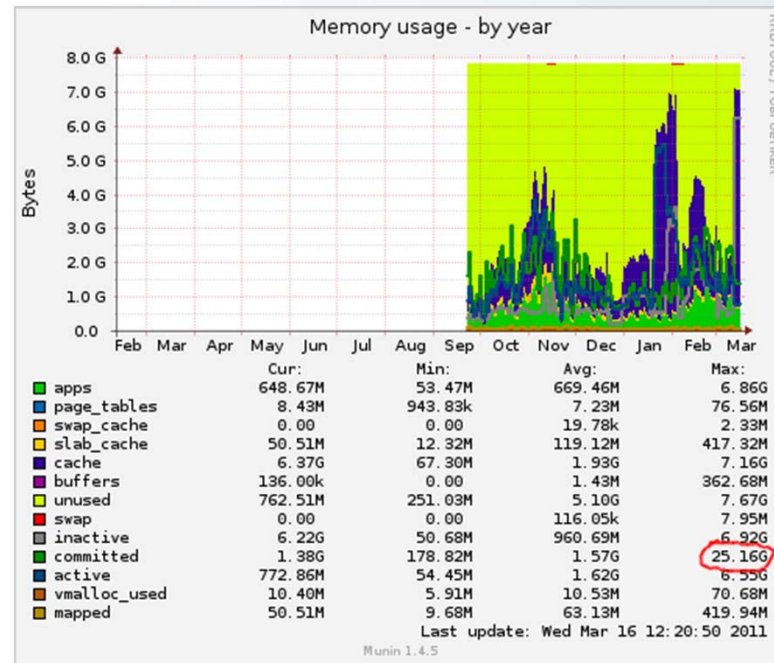 Memory usage - by year
Bytes
8.0 G
7.0 G
6.0 G
5.0 G
4.0 G
3.0 G
2.0 G
1.0 G
0.0
Feb Mar Apr May Jun Jul Aug Sep Oct Nov Dec Jan Feb Mar
Cur: Min: Avg: Max:
apps 648.67M 53.47M 669.46M 6.86G
page_tables 8.43M 943.83k 7.23M 76.56M
swap_cache 0.00 0.00 19.78k 2.33M
slab_cache 50.51M 12.32M 119.12M 417.32M
cache 6.37G 67.30M 1.93G 7.16G
buffers 136.00k 0.00 1.43M 362.68M
unused 762.51M 251.03M 5.10G 7.67G
swap 0.00 0.00 116.05k 7.95M
inactive 6.22G 50.68M 960.69M 6.92G
committed 1.38G 178.82M 1.57G 25.16G
active 772.86M 54.45M 1.62G 6.55G
vmalloc_used 10.40M 5.91M 10.53M 70.68M
mapped 50.51M 9.68M 63.13M 419.94M
Last update: Wed Mar 16 12:20:50 2011
Munin 1.4.5